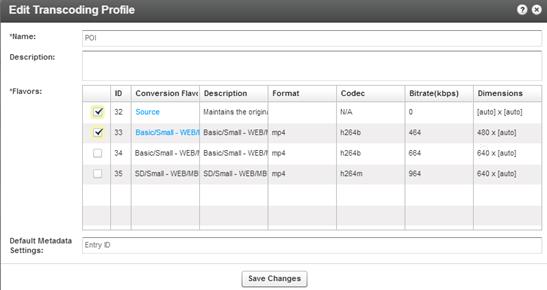 Edit Transcoding Profile
*Name: POI
Description:
*Flavors:
ID Conversion Flavo Description Format Codec Bitrate(kbps) Dimensions
32 Source Maintains the origina N/A 0 [auto] x [auto]
33 Basic/Small - WEB/M Basic/Small - WEB/M mp4 h264b 464 480 x [auto]
34 Basic/Small - WEB/M Basic/Small - WEB/M mp4 h264b 664 640 x [auto]
35 SD/Small - WEB/MB SD/Small - WEB/MB mp4 h264m 964 640 x [auto]
Default Metadata
Settings: Entry ID
Save Changes